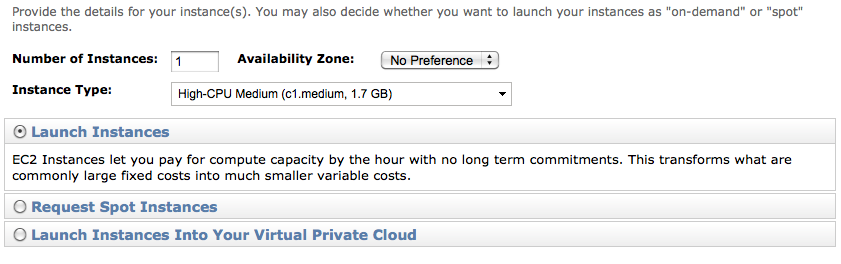 Provide the details for your instance(s). You may also decide whether you want to launch your instances as "on-demand" or "spot"
instances.
Number of Instances: 1 Availability Zone: No Preference
Instance Type: High-CPU Medium (c1.medium, 1.7 GB)
Launch Instances
EC2 Instances let you pay for compute capacity by the hour with no long term commitments. This transforms what are
commonly large fixed costs into much smaller variable costs.
Request Spot Instances
Launch Instances Into Your Virtual Private Cloud